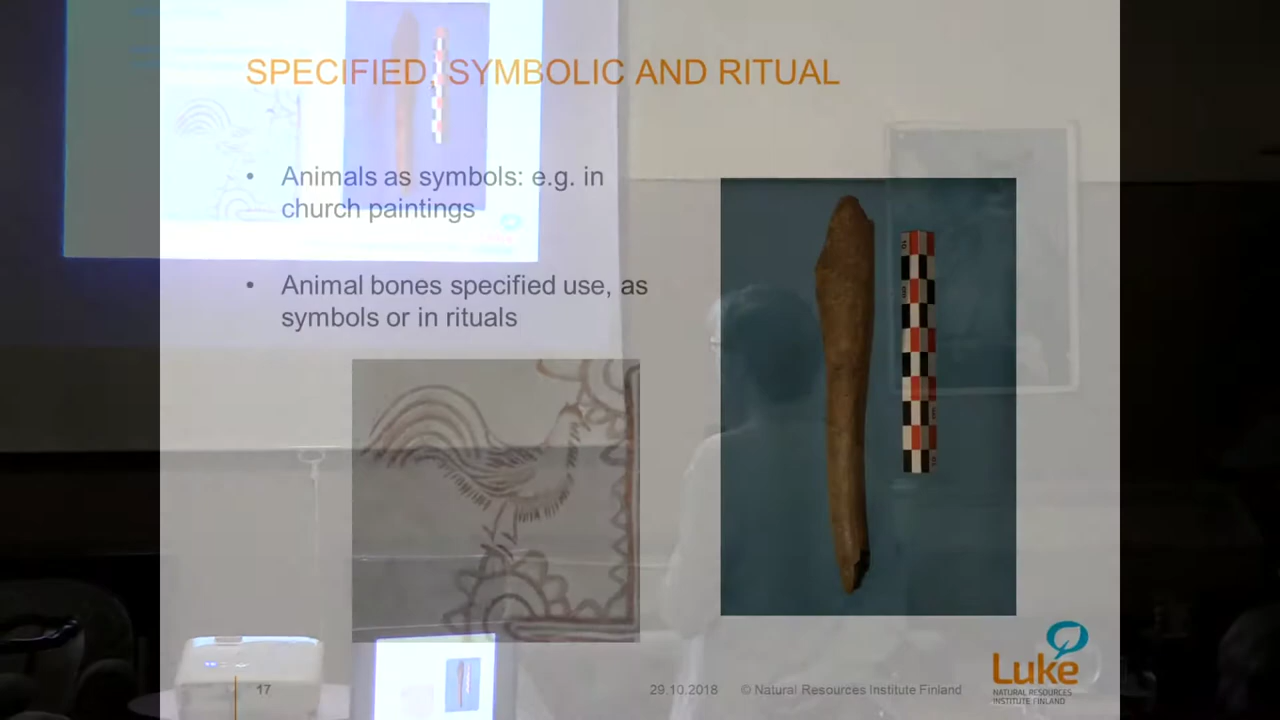 SPECIFIED, SYMBOLIC AND RITUAL
• Animals as symbols: e.g. in
church paintings
• Animal bones specified use, as
symbols or in rituals
17
29.10.2018
© Natural Resources Institute Finland
Luke
NATURAL RESOURCES
INSTITUTE FINLAND